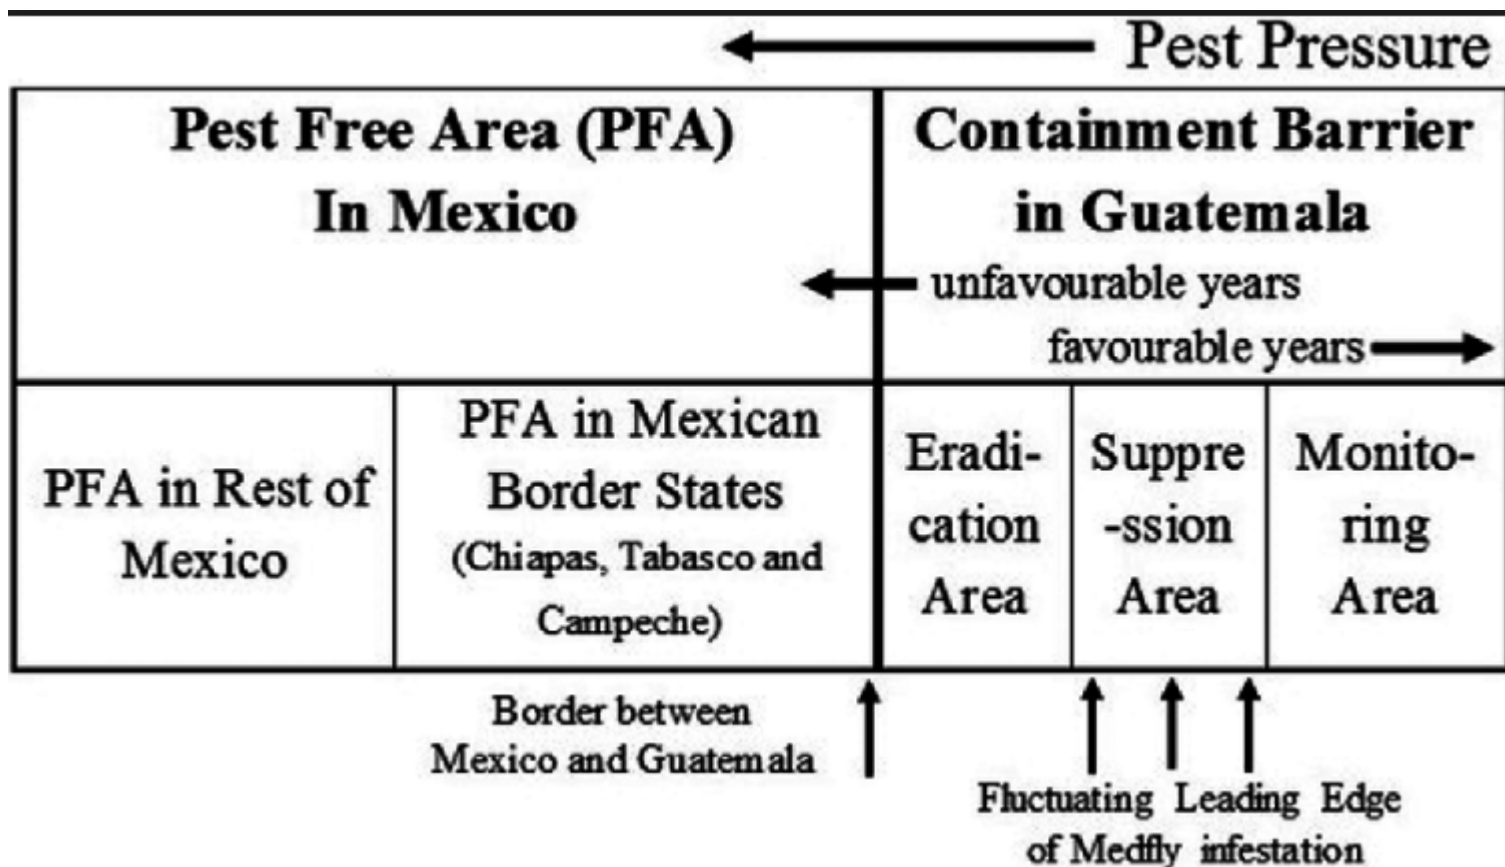 Pest Pressure
Pest Free Area (PFA)
In Mexico
Containment Barrier
in Guatemala
unfavourable years
favourable years
PFA in Rest of
Mexico
PFA in Mexican
Border States
(Chiapas, Tabasco and
Campeche)
Eradi-
cation
Area
Suppre
-ssion
Area
Monito-
ring
Area
Border between
Mexico and Guatemala
Fluctuating Leading Edge
of Medfly infestation